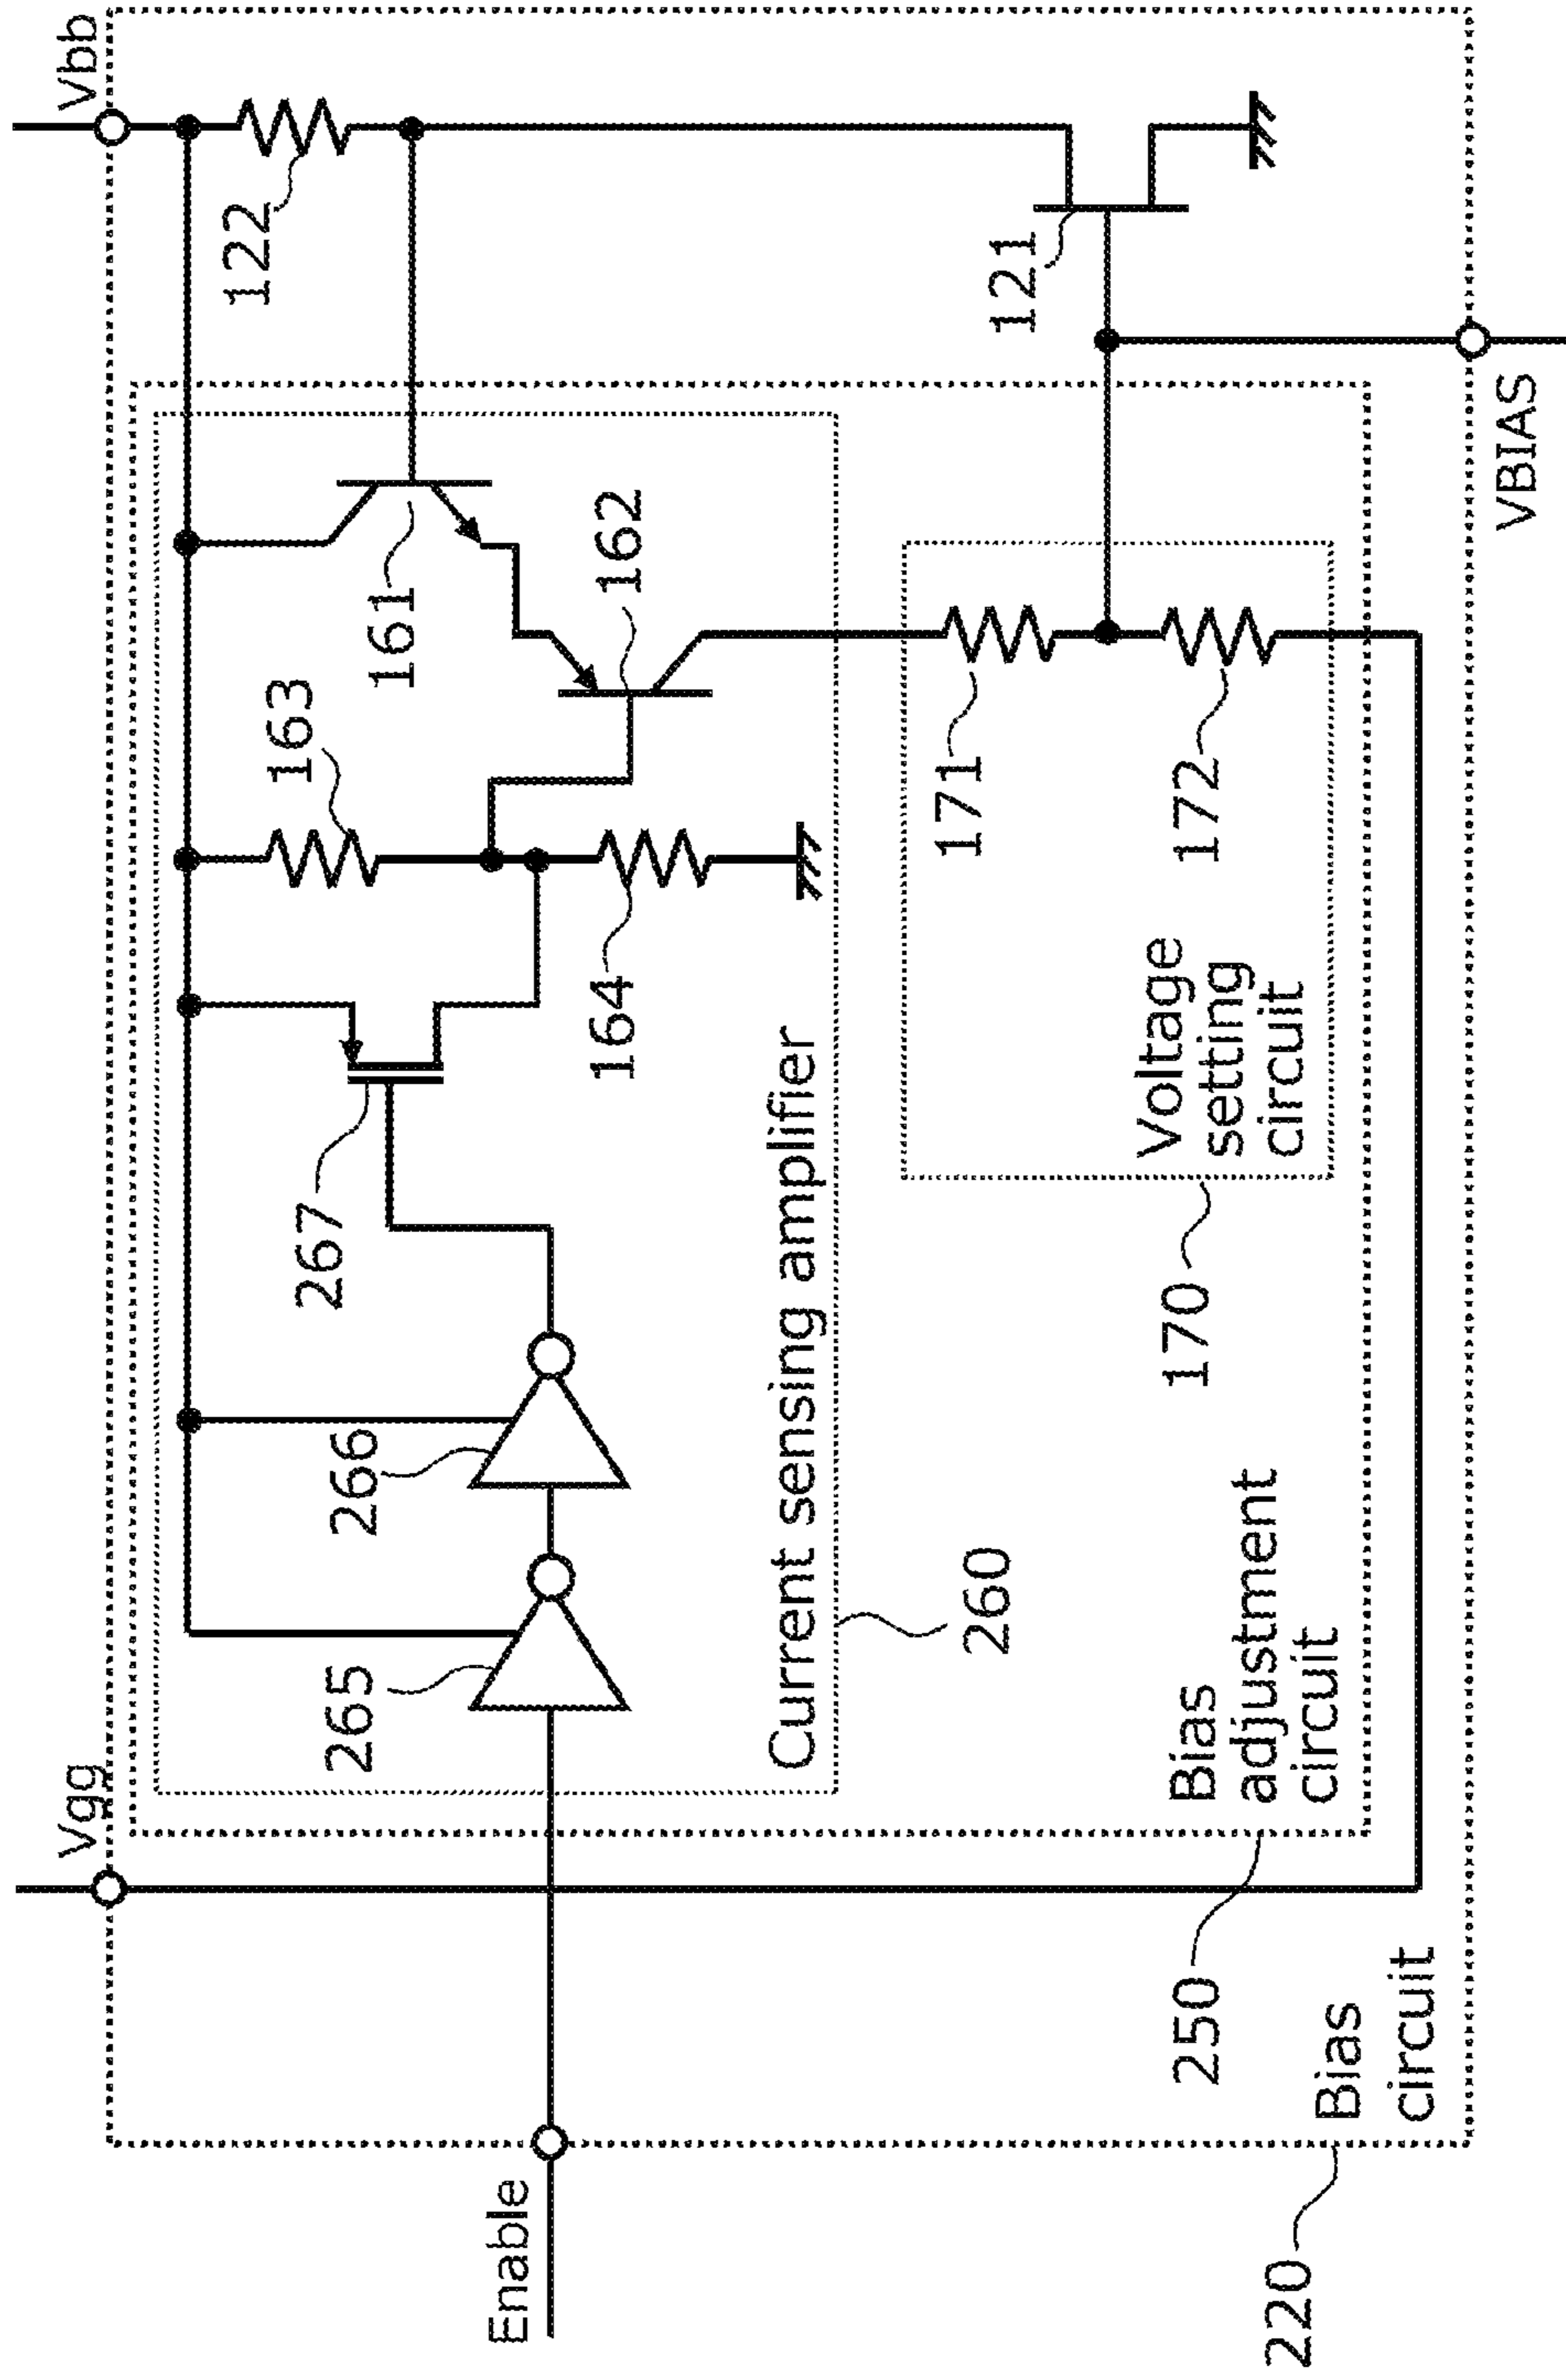 Vgg
Vbb
122
161
163
267
266
265
162
164
Enable
Current sensing amplifier
260
171
121
172
Voltage
setting
circuit
170
Bias
adjustment
circuit
250
Bias
circuit
220
VBIAS